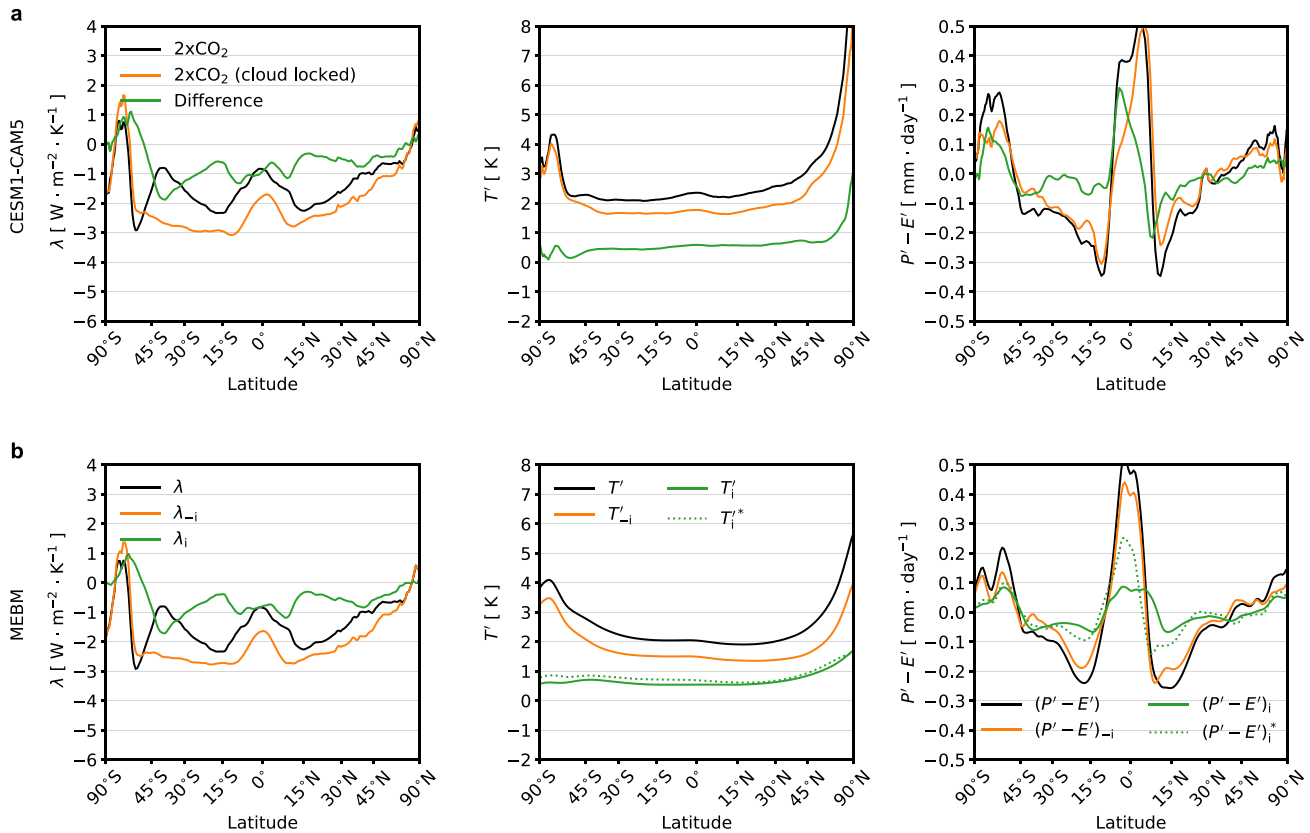 a
CESM1-CAM5
λ [ W · m⁻² · K⁻¹ ]
4
3
2
1
0
−1
−2
−3
−4
−5
−6
2xCO₂
2xCO₂ (cloud locked)
Difference
90°S
45°S
30°S
15°S
0°
15°N
30°N
45°N
90°N
Latitude
T′ [ K ]
8
7
6
5
4
3
2
1
0
−1
−2
90°S
45°S
30°S
15°S
0°
15°N
30°N
45°N
90°N
Latitude
P′ − E′ [ mm · day⁻¹ ]
0.5
0.4
0.3
0.2
0.1
0.0
−0.1
−0.2
−0.3
−0.4
−0.5
90°S
45°S
30°S
15°S
0°
15°N
30°N
45°N
90°N
Latitude
b
MEBM
λ [ W · m⁻² · K⁻¹ ]
4
3
2
1
0
−1
−2
−3
−4
−5
−6
λ
λ₋ᵢ
λᵢ
90°S
45°S
30°S
15°S
0°
15°N
30°N
45°N
90°N
Latitude
T′ [ K ]
8
7
6
5
4
3
2
1
0
−1
−2
T′ T′ᵢ
T′₋ᵢ T′ᵢ*
90°S
45°S
30°S
15°S
0°
15°N
30°N
45°N
90°N
Latitude
P′ − E′ [ mm · day⁻¹ ]
0.5
0.4
0.3
0.2
0.1
0.0
−0.1
−0.2
−0.3
−0.4
−0.5
(P′ − E′) (P′ − E′)ᵢ
(P′ − E′)₋ᵢ (P′ − E′)ᵢ*
90°S
45°S
30°S
15°S
0°
15°N
30°N
45°N
90°N
Latitude